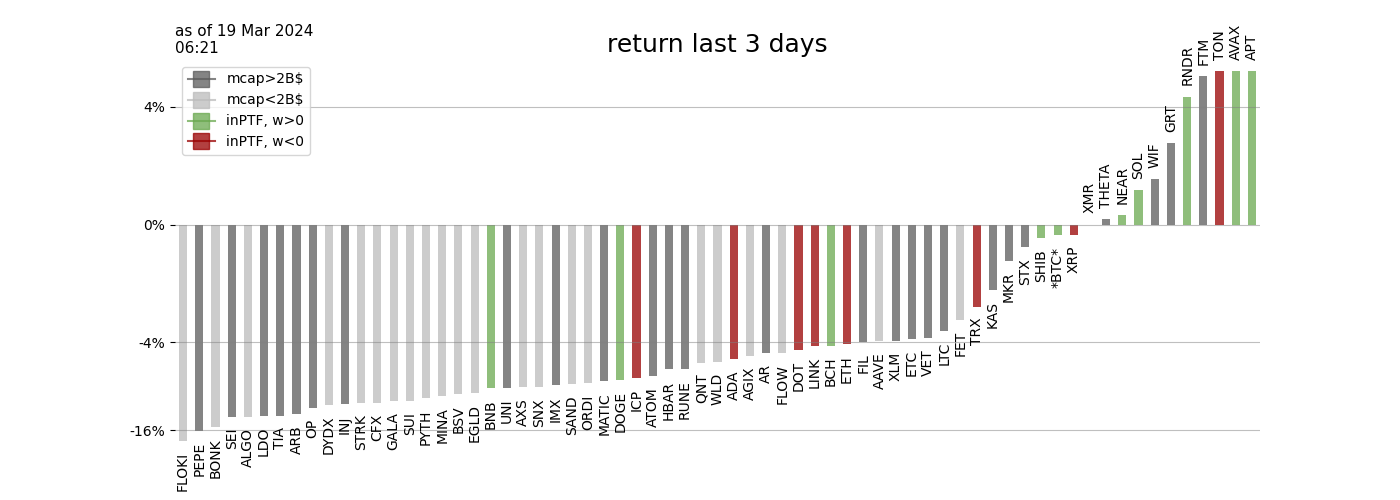 as of 19 Mar 2024
06:21
return last 3 days
mcap>2B$
mcap<2B$
inPTF, w>0
inPTF, w<0
4%
0%
-4%
-16%
FLOKI
PEPE
BONK
SEI
ALGO
LDO
TIA
ARB
OP
DYDX
INJ
STRK
CFX
GALA
SUI
PYTH
MINA
BSV
EGLD
BNB
UNI
AXS
SNX
IMX
SAND
ORDI
MATIC
DOGE
ICP
ATOM
HBAR
RUNE
QNT
WLD
ADA
AGIX
AR
FLOW
DOT
LINK
BCH
ETH
FIL
AAVE
XLM
ETC
VET
LTC
FET
TRX
KAS
MKR
STX
SHIB
*BTC*
XRP
XMR
THETA
NEAR
SOL
WIF
GRT
RNDR
FTM
TON
AVAX
APT